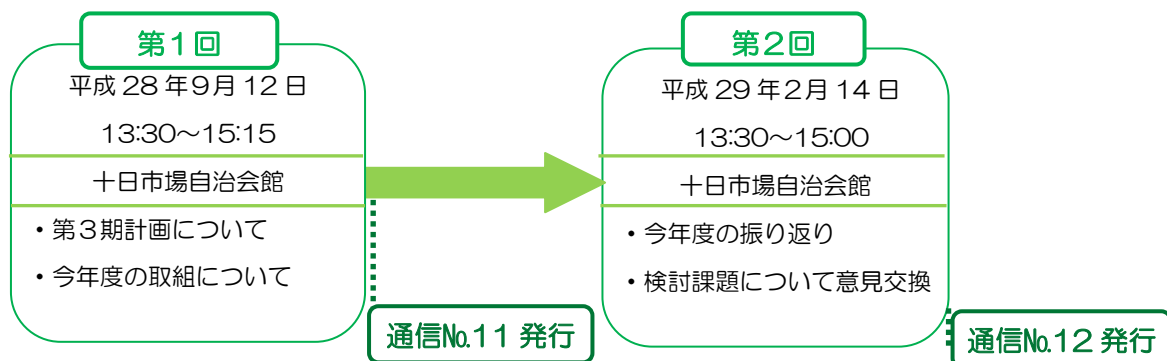 第1回
平成 28 年9月 12 日
13:30～15:15
十日市場自治会館
・第３期計画について
・今年度の取組について
通信№11 発行
第2回
平成 29 年2月 14 日
13:30～15:00
十日市場自治会館
・今年度の振り返り
・検討課題について意見交換
通信№12 発行